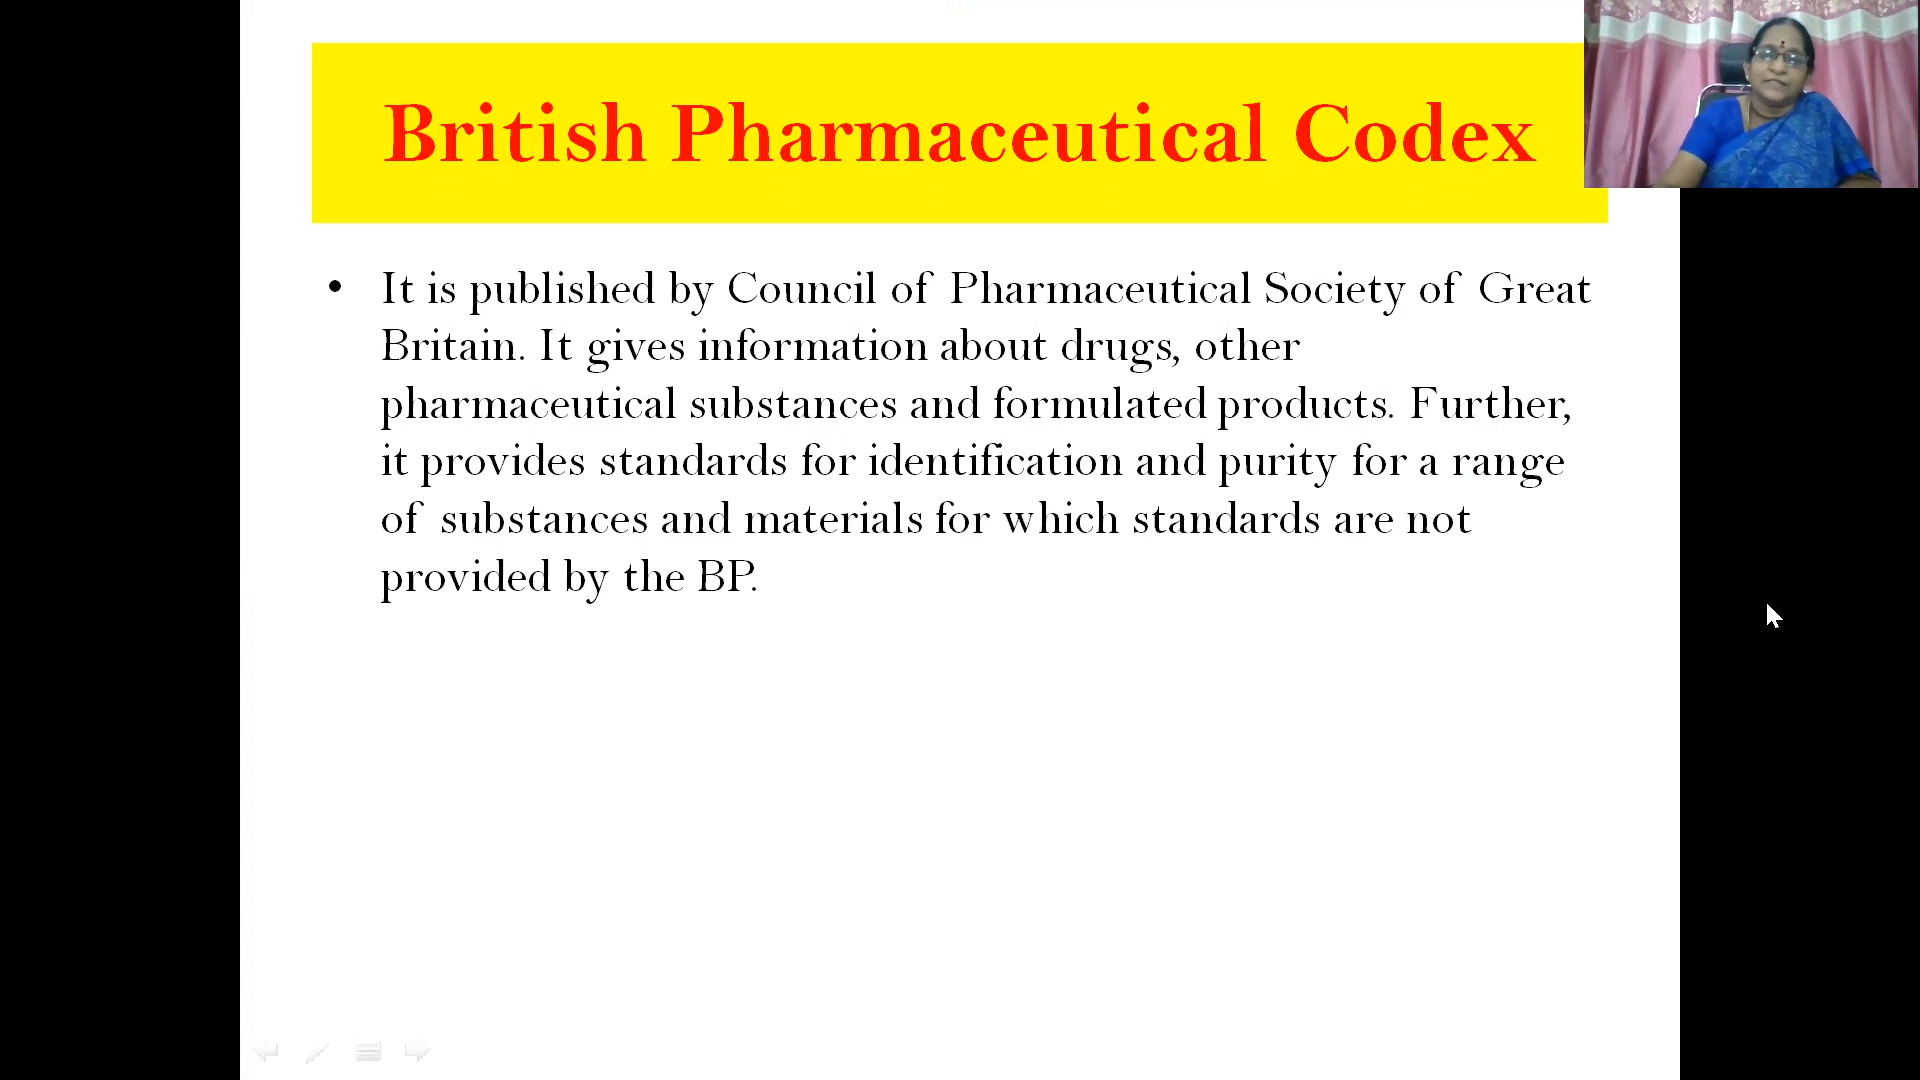 British Pharmaceutical Codex
• It is published by Council of Pharmaceutical Society of Great
Britain. It gives information about drugs, other
pharmaceutical substances and formulated products. Further,
it provides standards for identification and purity for a range
of substances and materials for which standards are not
provided by the BP.